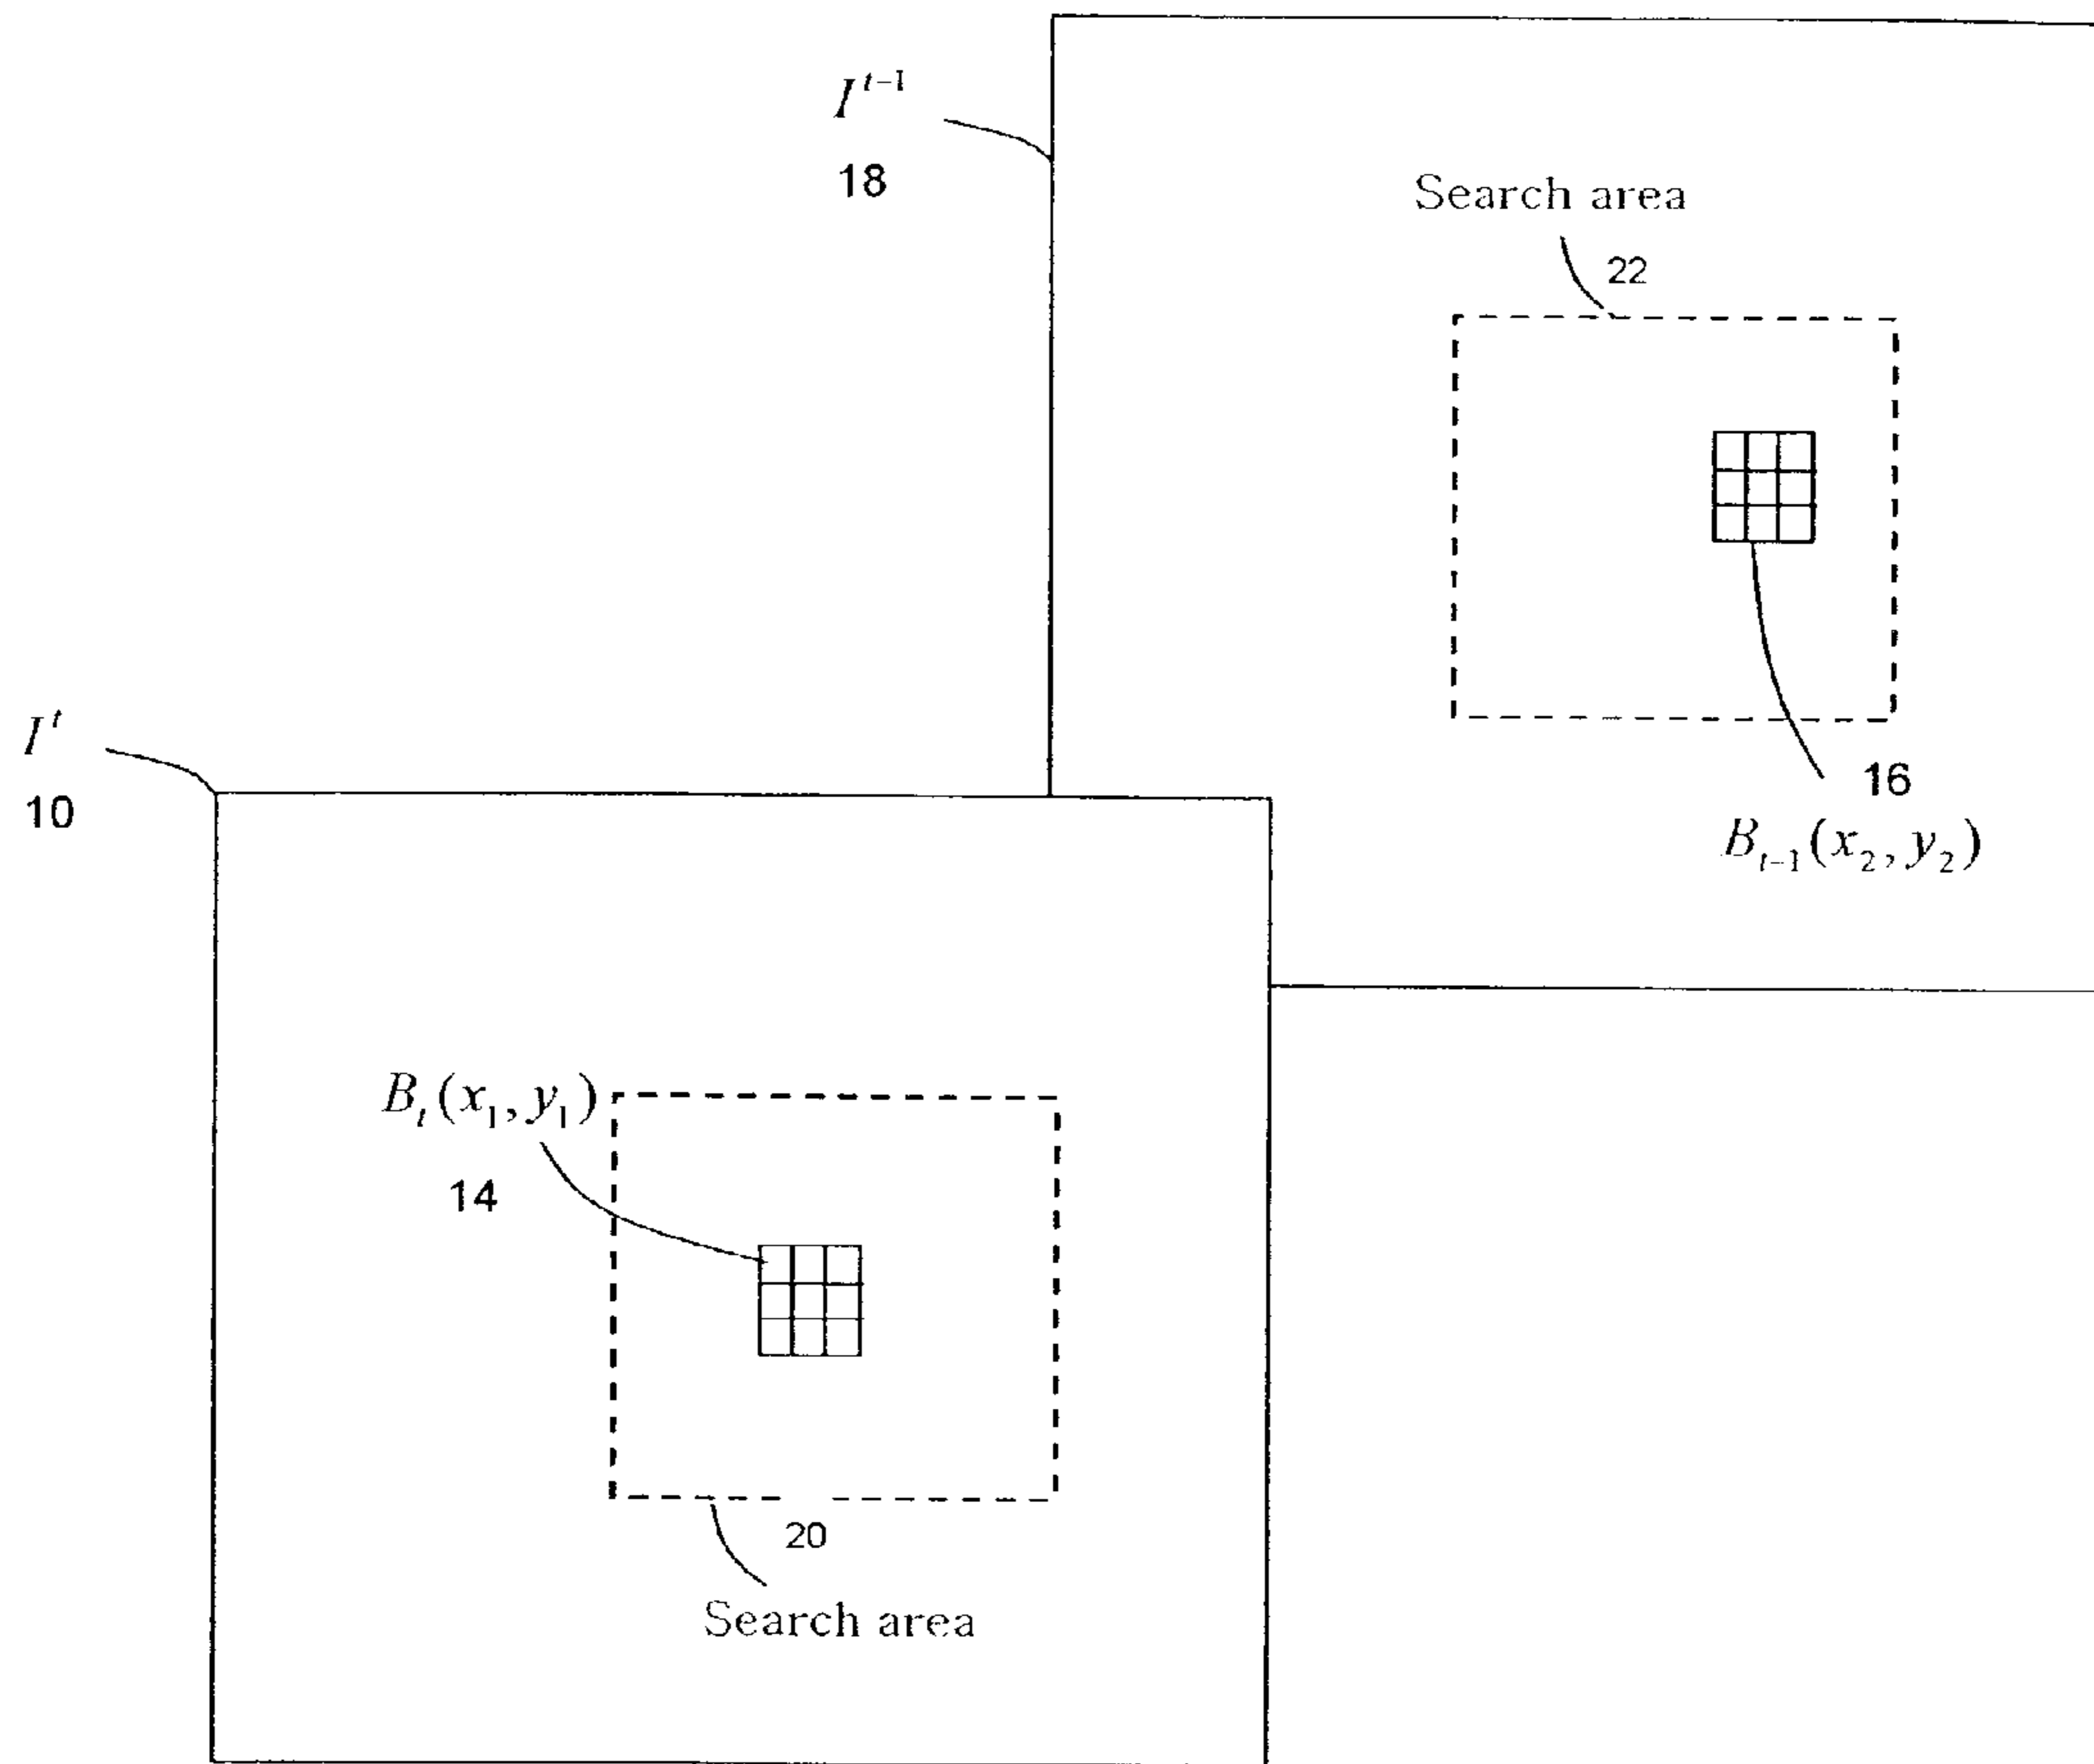 I^{t-1}
18
Search area
22
16
B_{t-1}(x_2, y_2)
I^t
10
B_t(x_1, y_1)
14
20
Search area